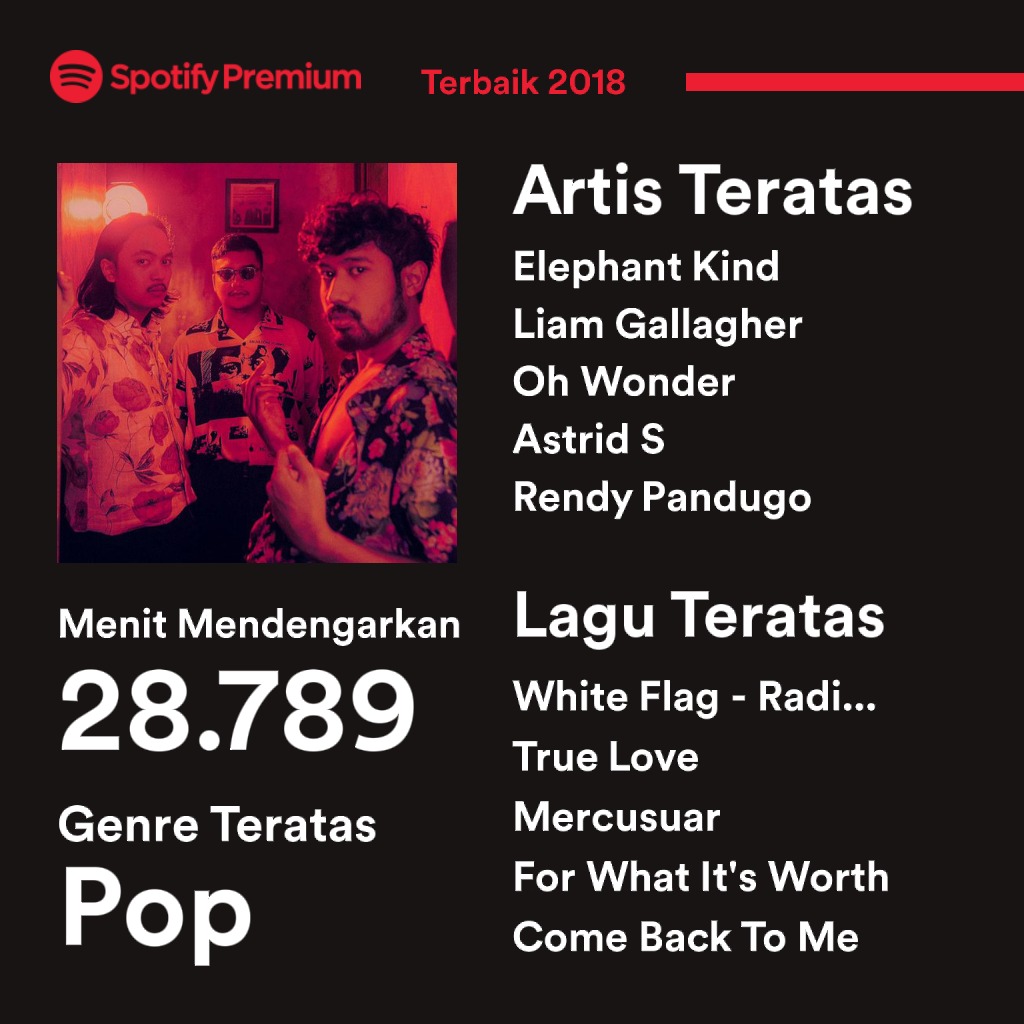 Spotify Premium
Terbaik 2018
Artis Teratas
Elephant Kind
Liam Gallagher
Oh Wonder
Astrid S
Rendy Pandugo
Menit Mendengarkan
28.789
Genre Teratas
Pop
Lagu Teratas
White Flag - Radi...
True Love
Mercusuar
For What It's Worth
Come Back To Me